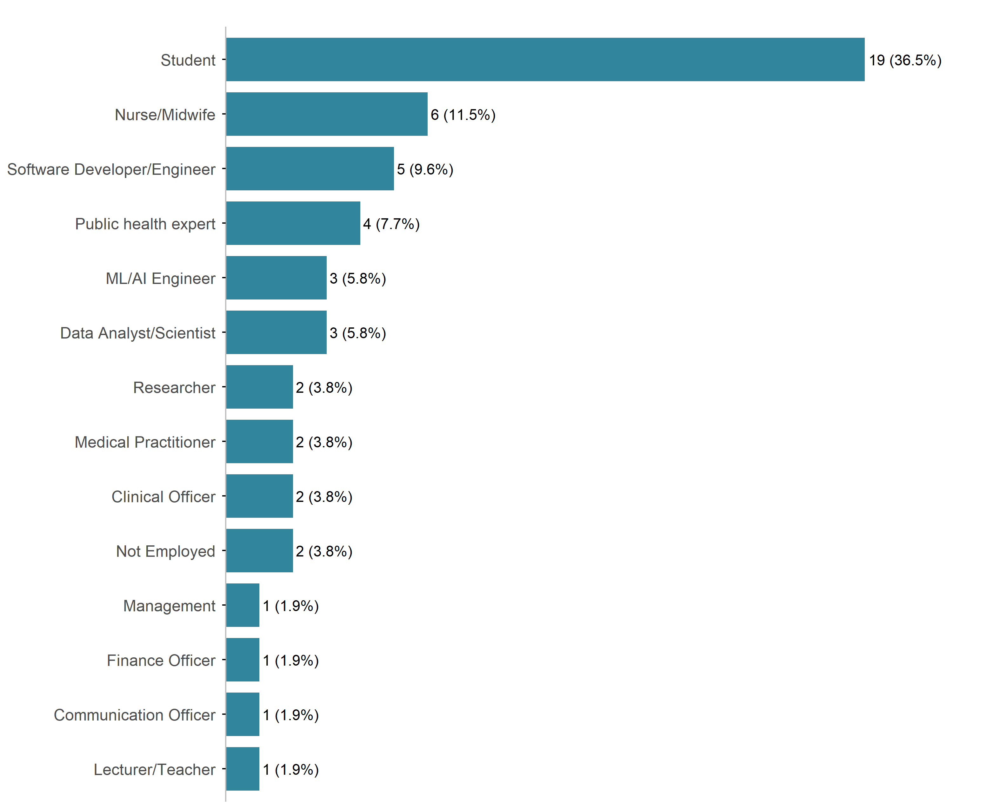 Student 19 (36.5%)
Nurse/Midwife 6 (11.5%)
Software Developer/Engineer 5 (9.6%)
Public health expert 4 (7.7%)
ML/AI Engineer 3 (5.8%)
Data Analyst/Scientist 3 (5.8%)
Researcher 2 (3.8%)
Medical Practitioner 2 (3.8%)
Clinical Officer 2 (3.8%)
Not Employed 2 (3.8%)
Management 1 (1.9%)
Finance Officer 1 (1.9%)
Communication Officer 1 (1.9%)
Lecturer/Teacher 1 (1.9%)